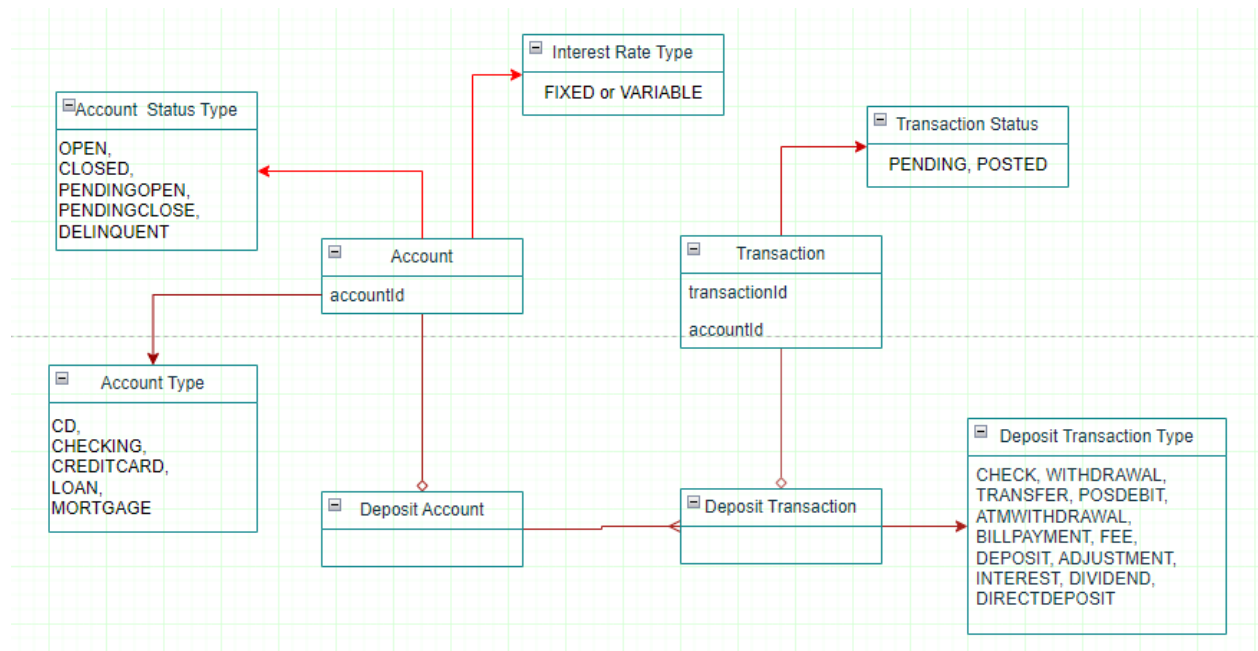 Interest Rate Type
FIXED or VARIABLE
Account Status Type
OPEN,
CLOSED,
PENDINGOPEN,
PENDINGCLOSE,
DELINQUENT
Transaction Status
PENDING, POSTED
Account
accountId
Transaction
transactionId
accountId
Account Type
CD,
CHECKING,
CREDITCARD,
LOAN,
MORTGAGE
Deposit Account
Deposit Transaction
Deposit Transaction Type
CHECK, WITHDRAWAL,
TRANSFER, POSDEBIT,
ATMWITHDRAWAL,
BILLPAYMENT, FEE,
DEPOSIT, ADJUSTMENT,
INTEREST, DIVIDEND,
DIRECTDEPOSIT